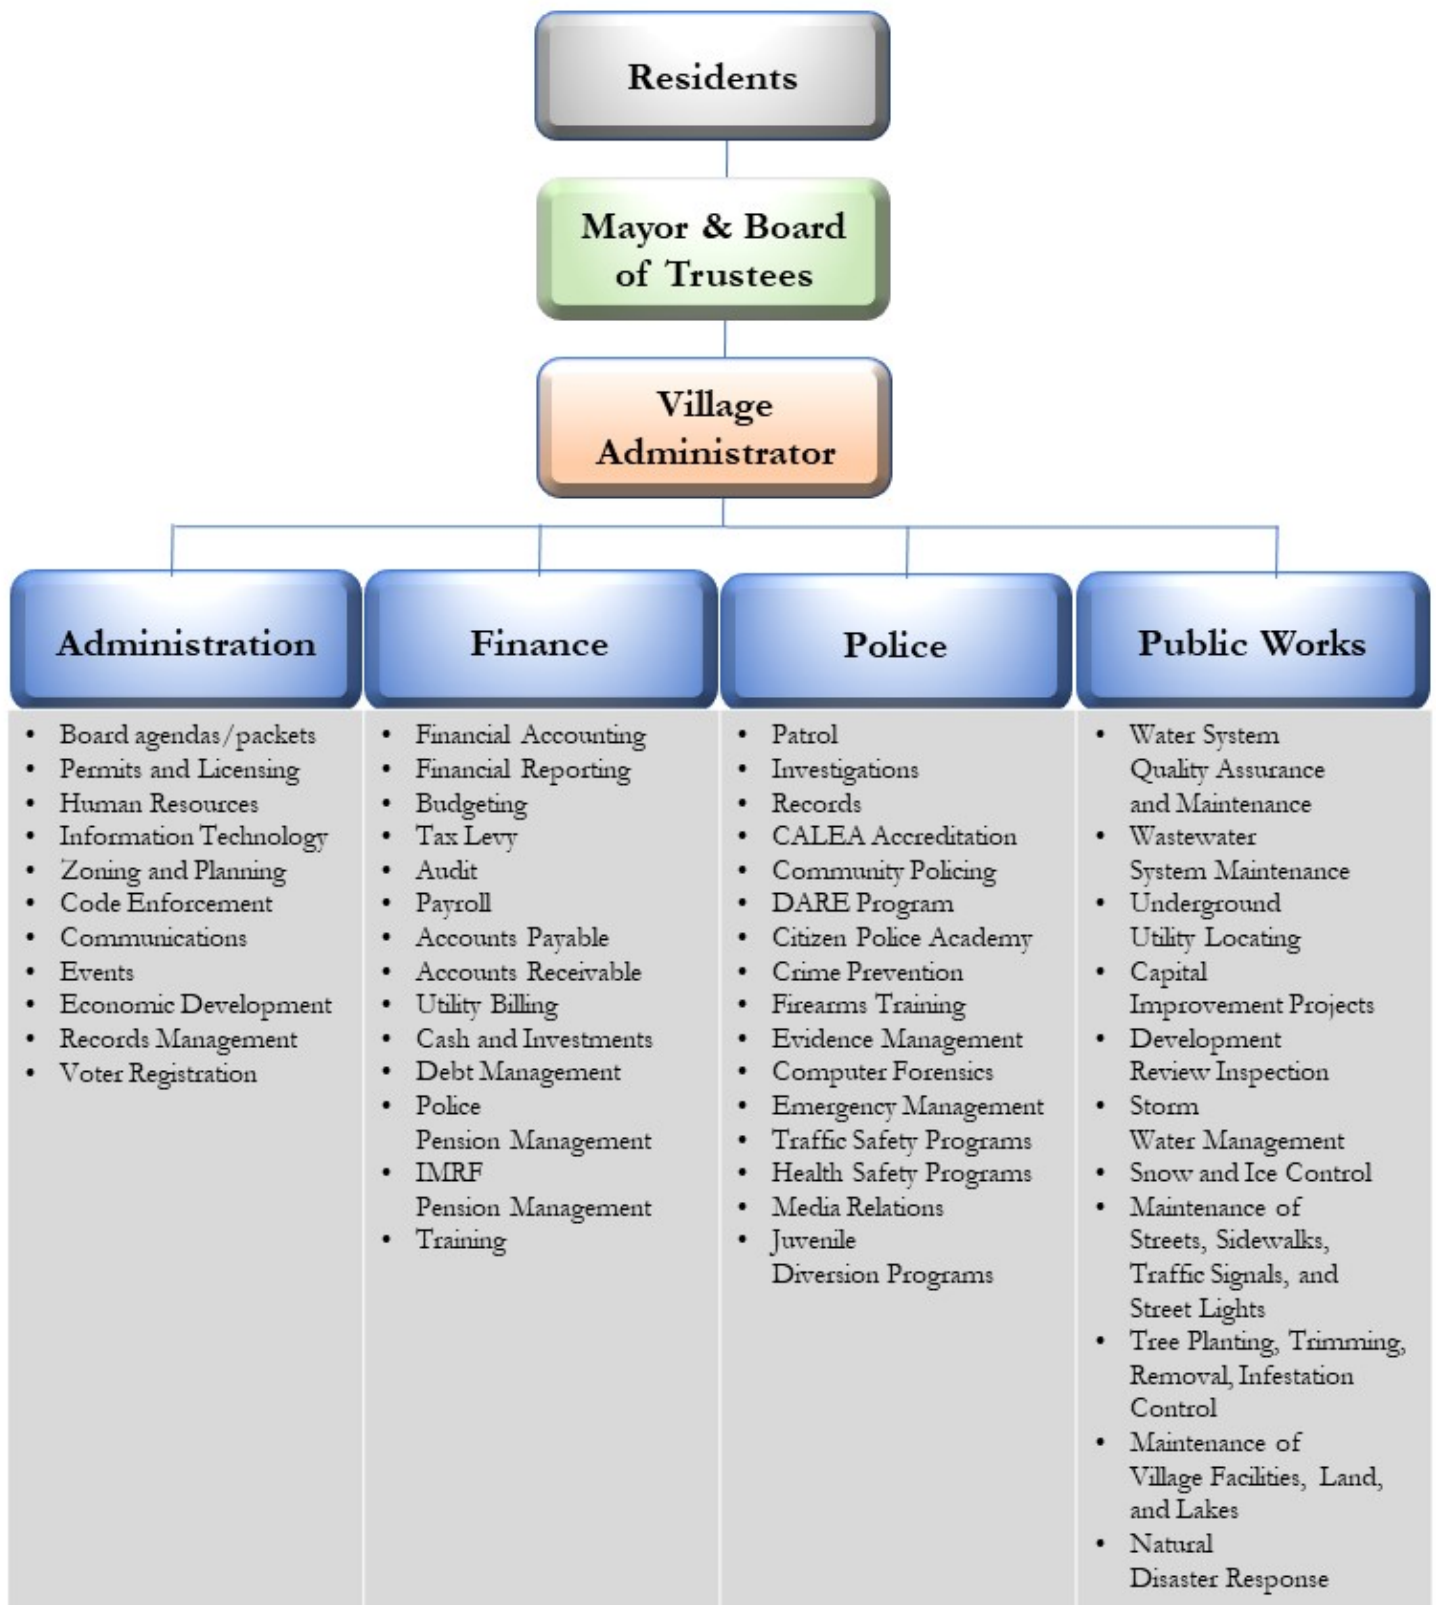 Residents
Mayor & Board
of Trustees
Village
Administrator
Administration
• Board agendas/packets
• Permits and Licensing
• Human Resources
• Information Technology
• Zoning and Planning
• Code Enforcement
• Communications
• Events
• Economic Development
• Records Management
• Voter Registration
Finance
• Financial Accounting
• Financial Reporting
• Budgeting
• Tax Levy
• Audit
• Payroll
• Accounts Payable
• Accounts Receivable
• Utility Billing
• Cash and Investments
• Debt Management
• Police
Pension Management
• IMRF
Pension Management
• Training
Police
• Patrol
• Investigations
• Records
• CALEA Accreditation
• Community Policing
• DARE Program
• Citizen Police Academy
• Crime Prevention
• Firearms Training
• Evidence Management
• Computer Forensics
• Emergency Management
• Traffic Safety Programs
• Health Safety Programs
• Media Relations
• Juvenile
Diversion Programs
Public Works
• Water System
Quality Assurance
and Maintenance
• Wastewater
System Maintenance
• Underground
Utility Locating
• Capital
Improvement Projects
• Development
Review Inspection
• Storm
Water Management
• Snow and Ice Control
• Maintenance of
Streets, Sidewalks,
Traffic Signals, and
Street Lights
• Tree Planting, Trimming,
Removal, Infestation
Control
• Maintenance of
Village Facilities, Land,
and Lakes
• Natural
Disaster Response